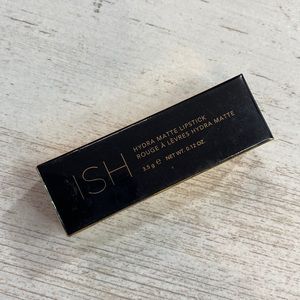 ISH
HYDRA MATTE LIPSTICK
ROUGE À LÈVRES HYDRA MATTE
3.5 g ℮ NET WT. 0.12 OZ.